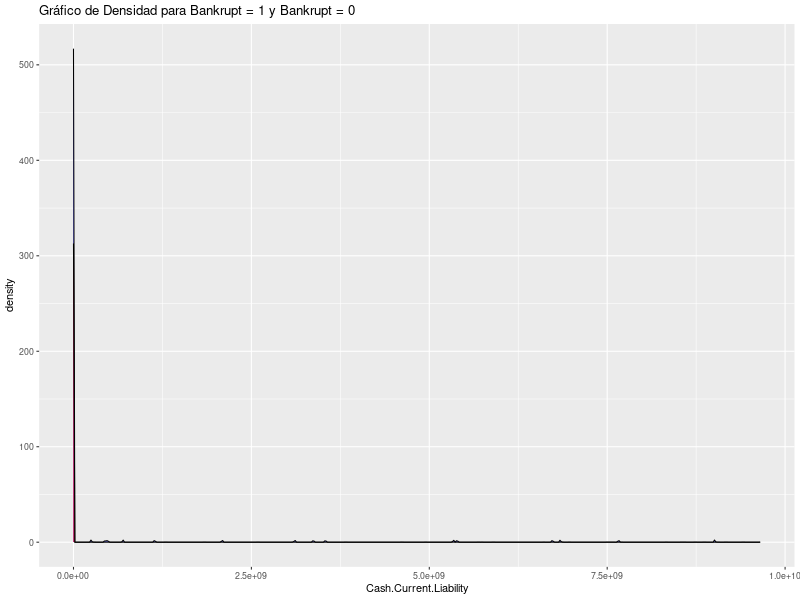 Gráfico de Densidad para Bankrupt = 1 y Bankrupt = 0
density
500
400
300
200
100
0
0.0e+00 2.5e+09 5.0e+09 7.5e+09 1.0e+10
Cash.Current.Liability